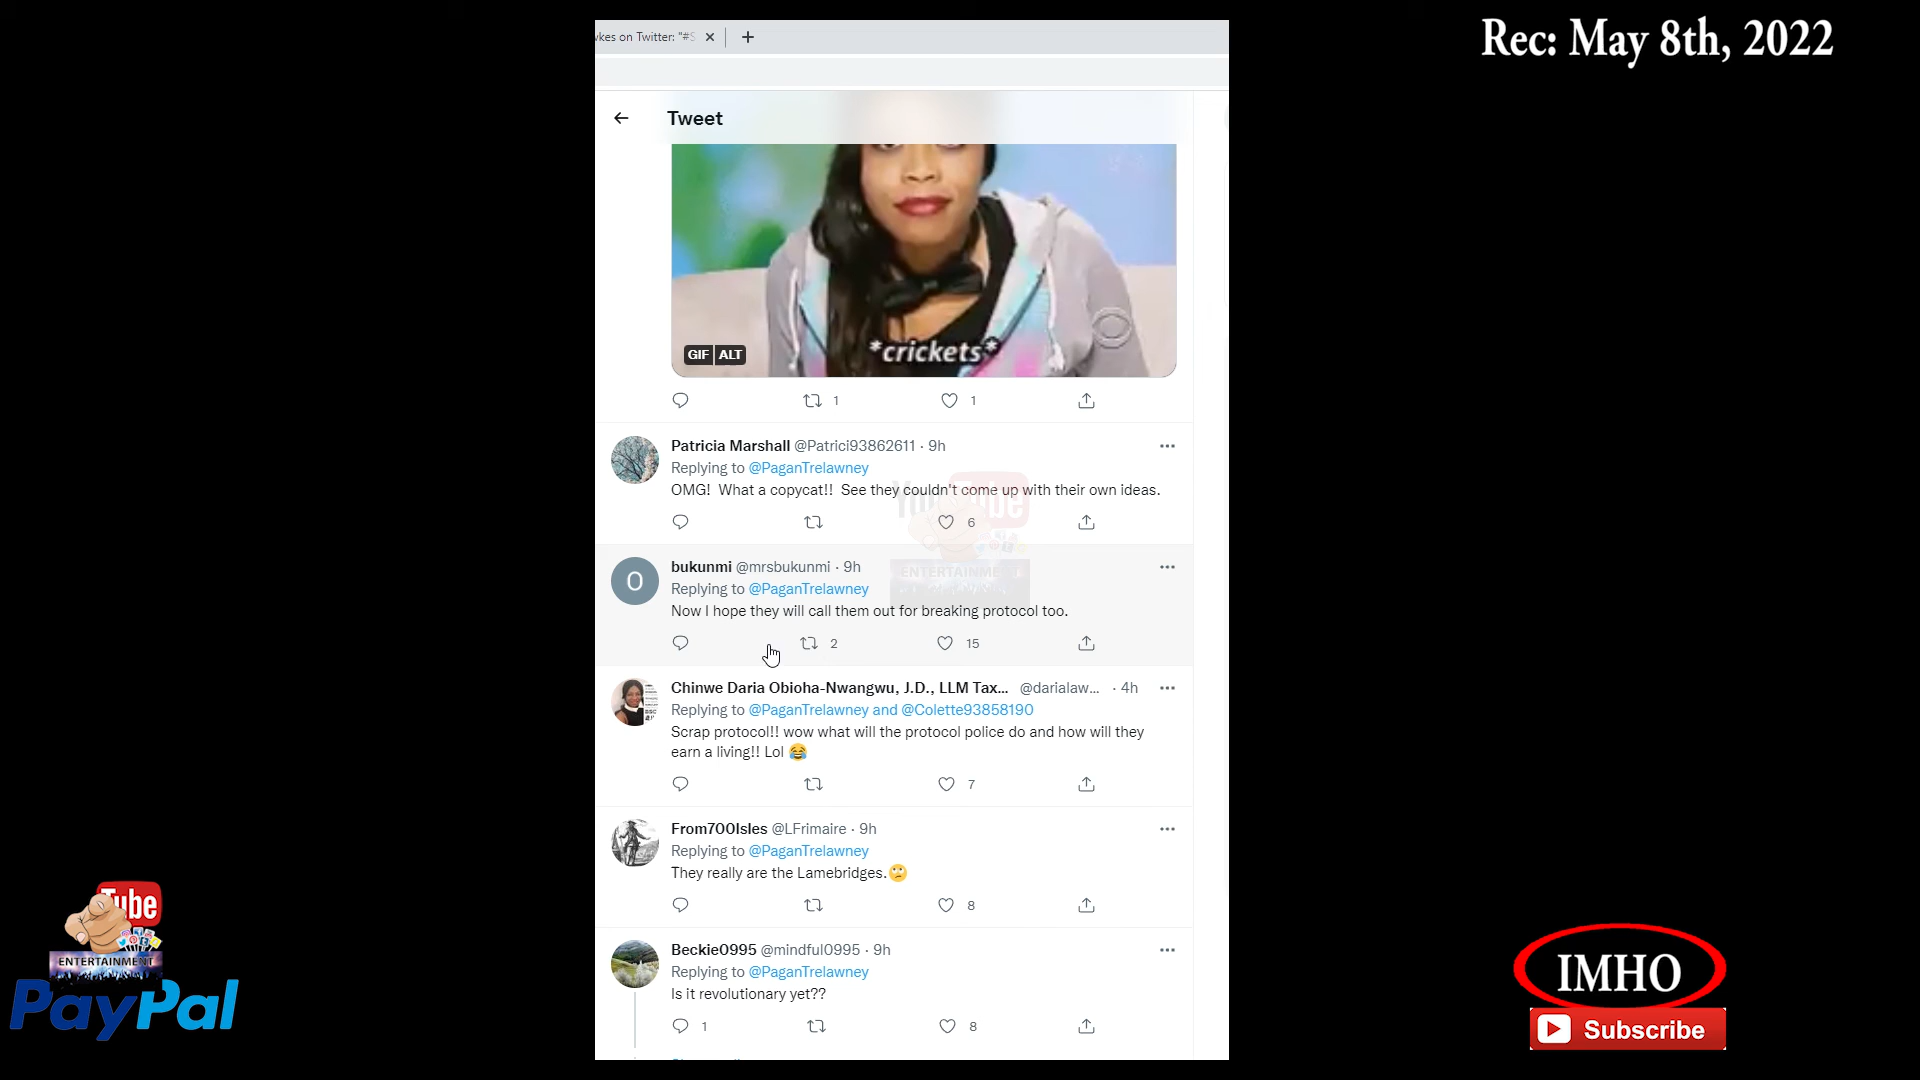 Rec: May 8th, 2022
wkes on Twitter: "#S
Tweet
*crickets*
GIF ALT
1 1
Patricia Marshall @Patrici93862611 · 9h
Replying to @PaganTrelawney
OMG!  What a copycat!!  See they couldn't come up with their own ideas.
6
YouTube
ENTERTAINMENT
O
bukunmi @mrsbukunmi · 9h
Replying to @PaganTrelawney
Now I hope they will call them out for breaking protocol too.
2 15
Chinwe Daria Obioha-Nwangwu, J.D., LLM Tax... @darialaw... · 4h
Replying to @PaganTrelawney and @Colette93858190
Scrap protocol!! wow what will the protocol police do and how will they
earn a living!! Lol 😂
7
From700Isles @LFrimaire · 9h
Replying to @PaganTrelawney
They really are the Lamebridges.🙄
8
Beckie0995 @mindful0995 · 9h
Replying to @PaganTrelawney
Is it revolutionary yet??
1 8
Tube
ENTERTAINMENT
PayPal
IMHO
Subscribe